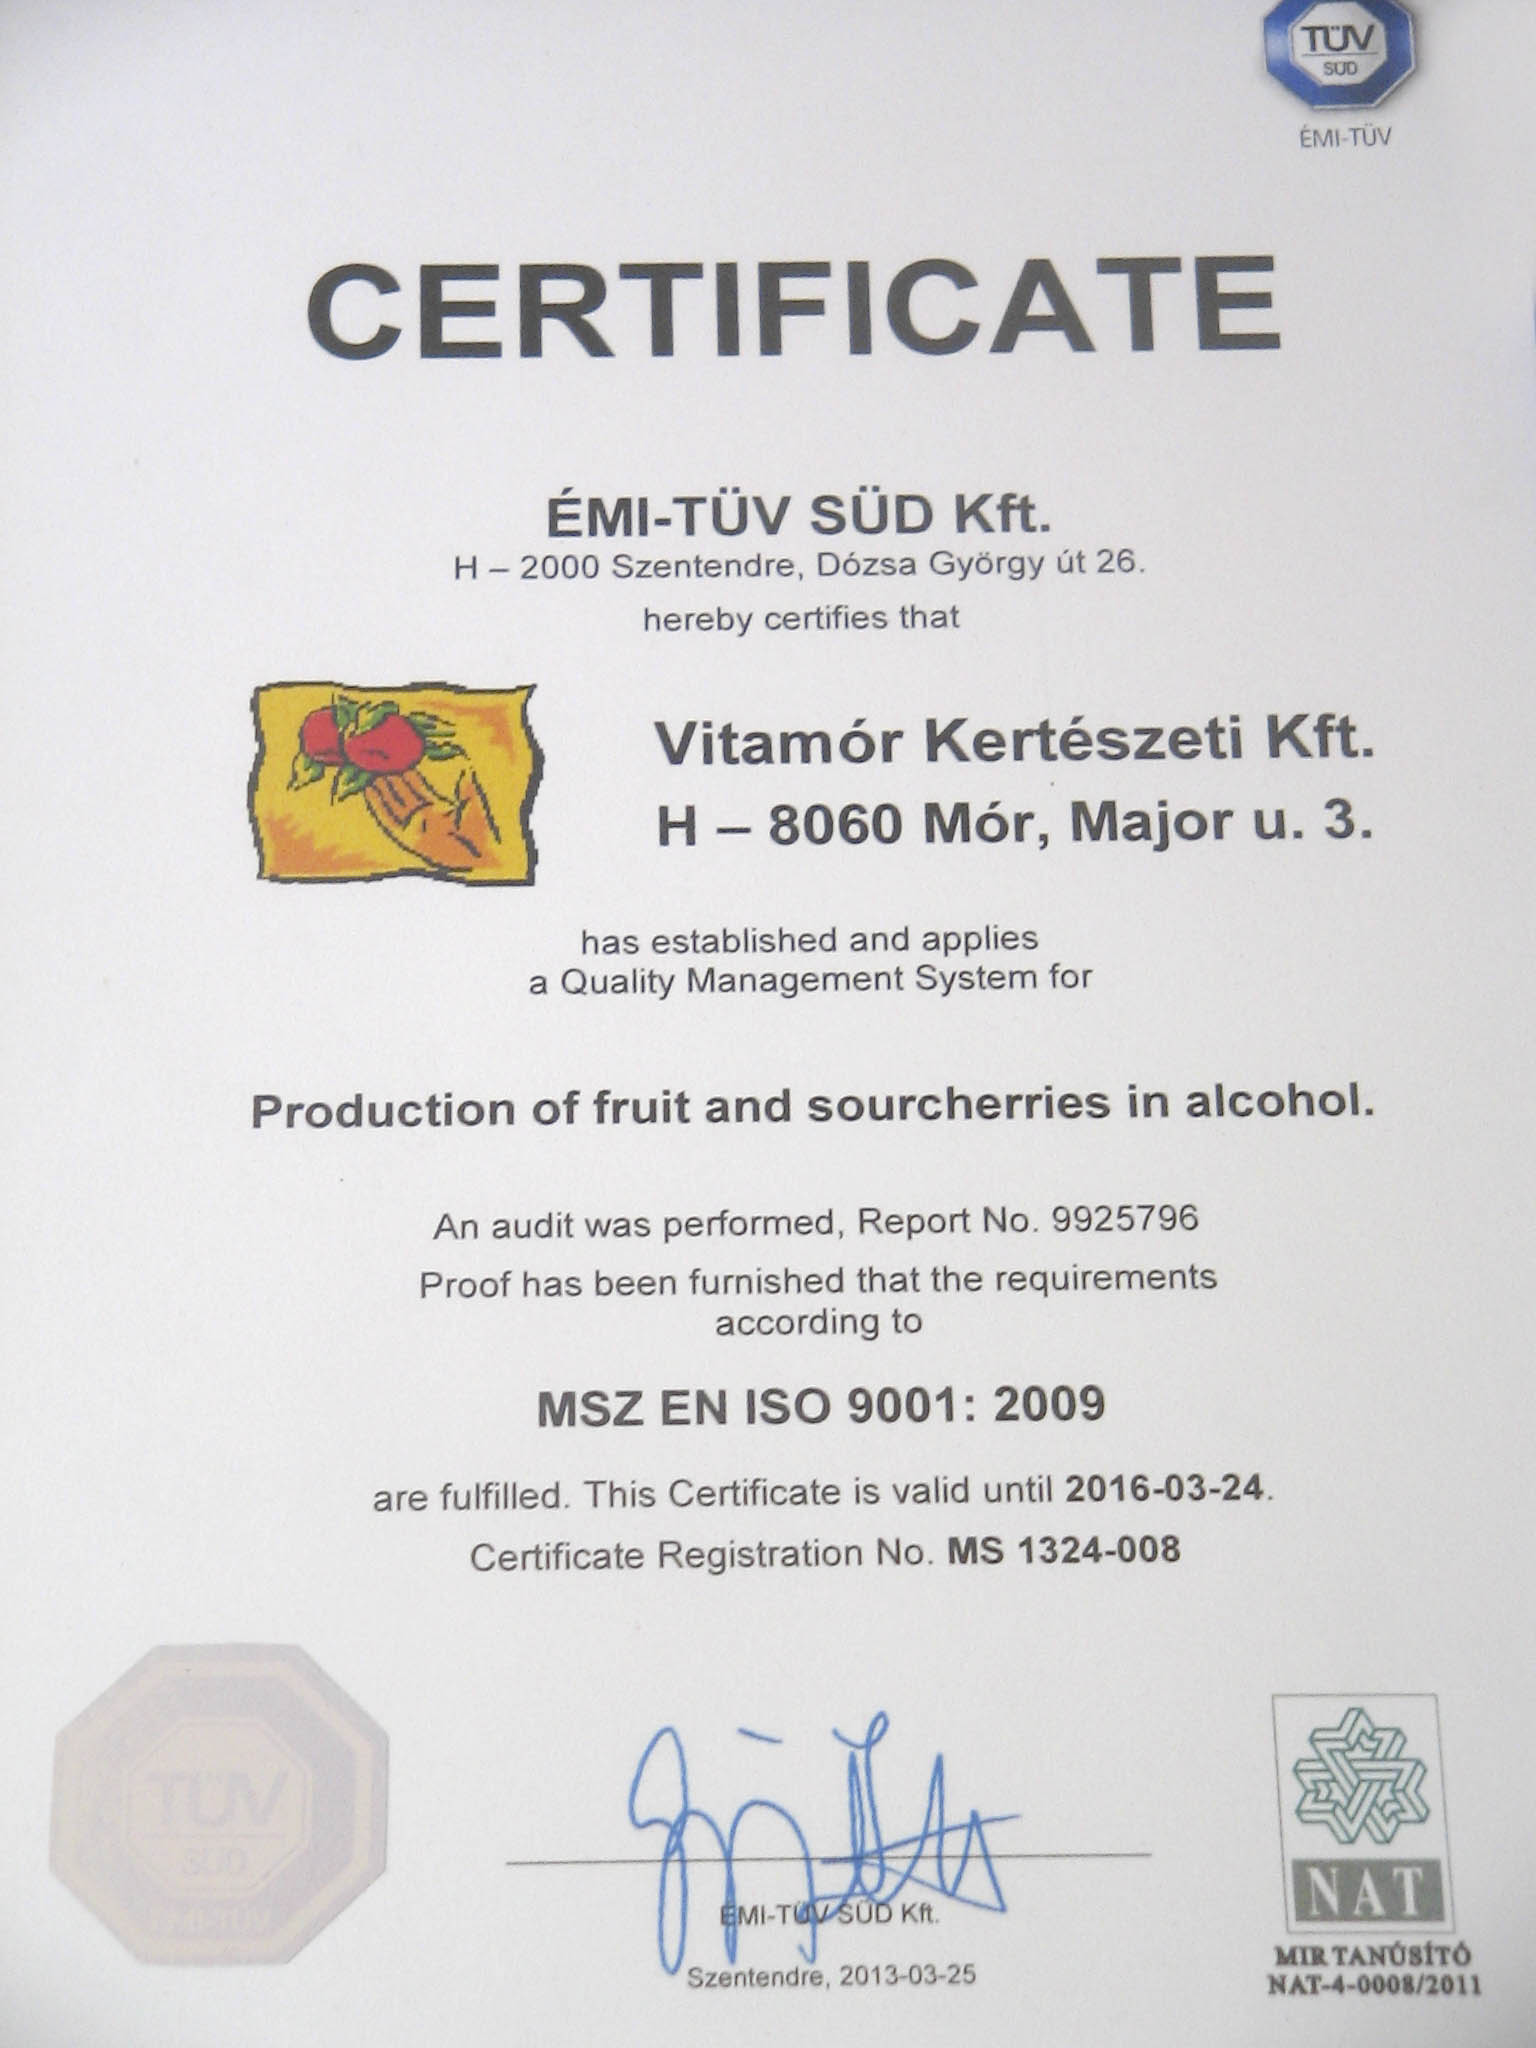 TÜV
SÜD
ÉMI-TÜV
CERTIFICATE
ÉMI-TÜV SÜD Kft.
H – 2000 Szentendre, Dózsa György út 26.
hereby certifies that
Vitamór Kertészeti Kft.
H – 8060 Mór, Major u. 3.
has established and applies
a Quality Management System for
Production of fruit and sourcherries in alcohol.
An audit was performed, Report No. 9925796
Proof has been furnished that the requirements
according to
MSZ EN ISO 9001: 2009
are fulfilled. This Certificate is valid until 2016-03-24.
Certificate Registration No. MS 1324-008
TÜV
SÜD
ÉMI-TÜV SÜD Kft.
Szentendre, 2013-03-25
NAT
MIR TANÚSÍTÓ
NAT-4-0008/2011